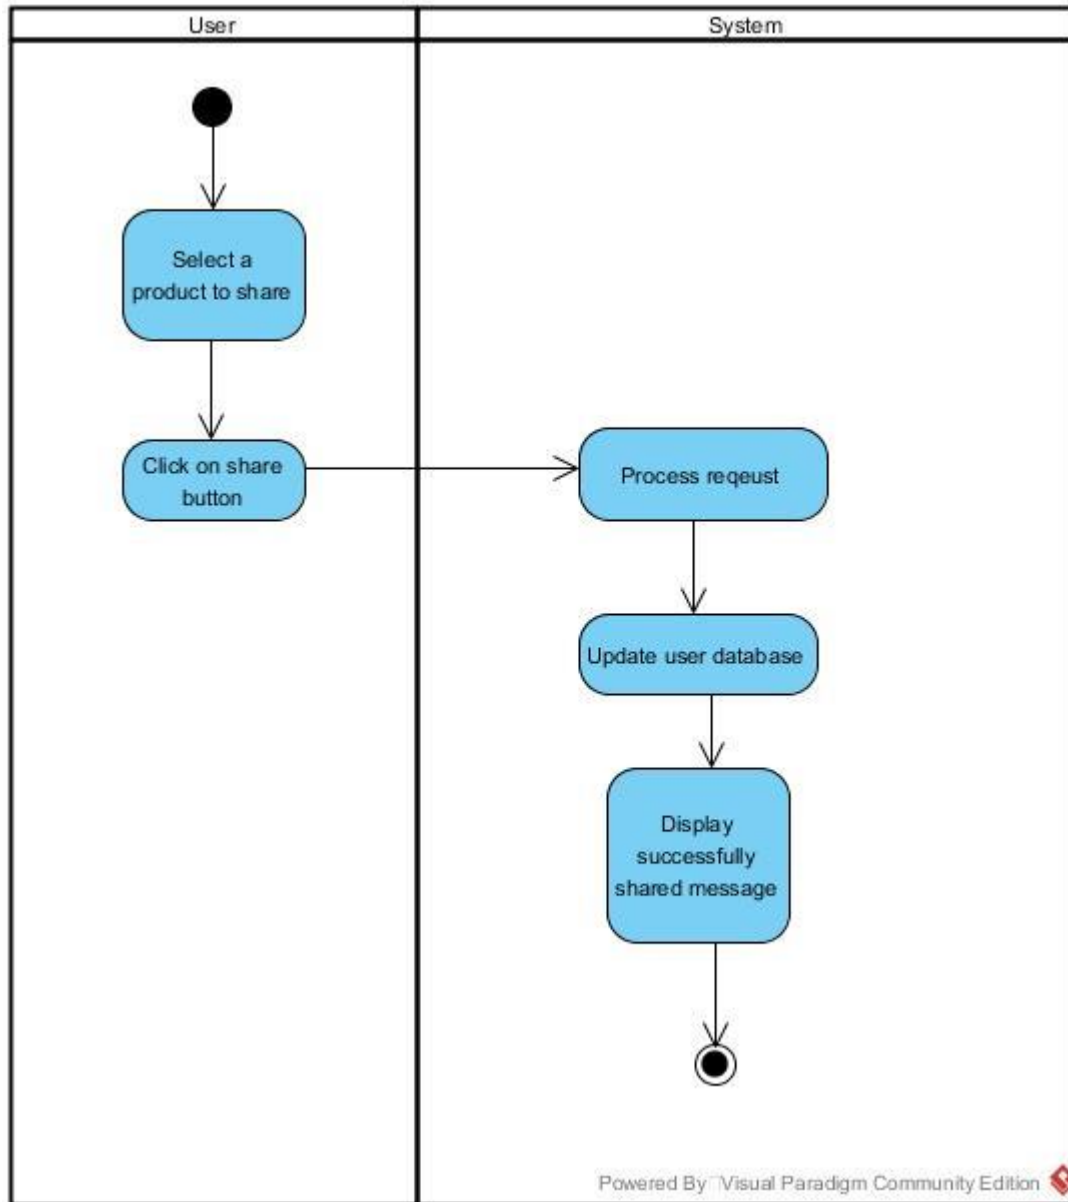 User
System
Select a
product to share
Click on share
button
Process reqeust
Update user database
Display
successfully
shared message
Powered By Visual Paradigm Community Edition